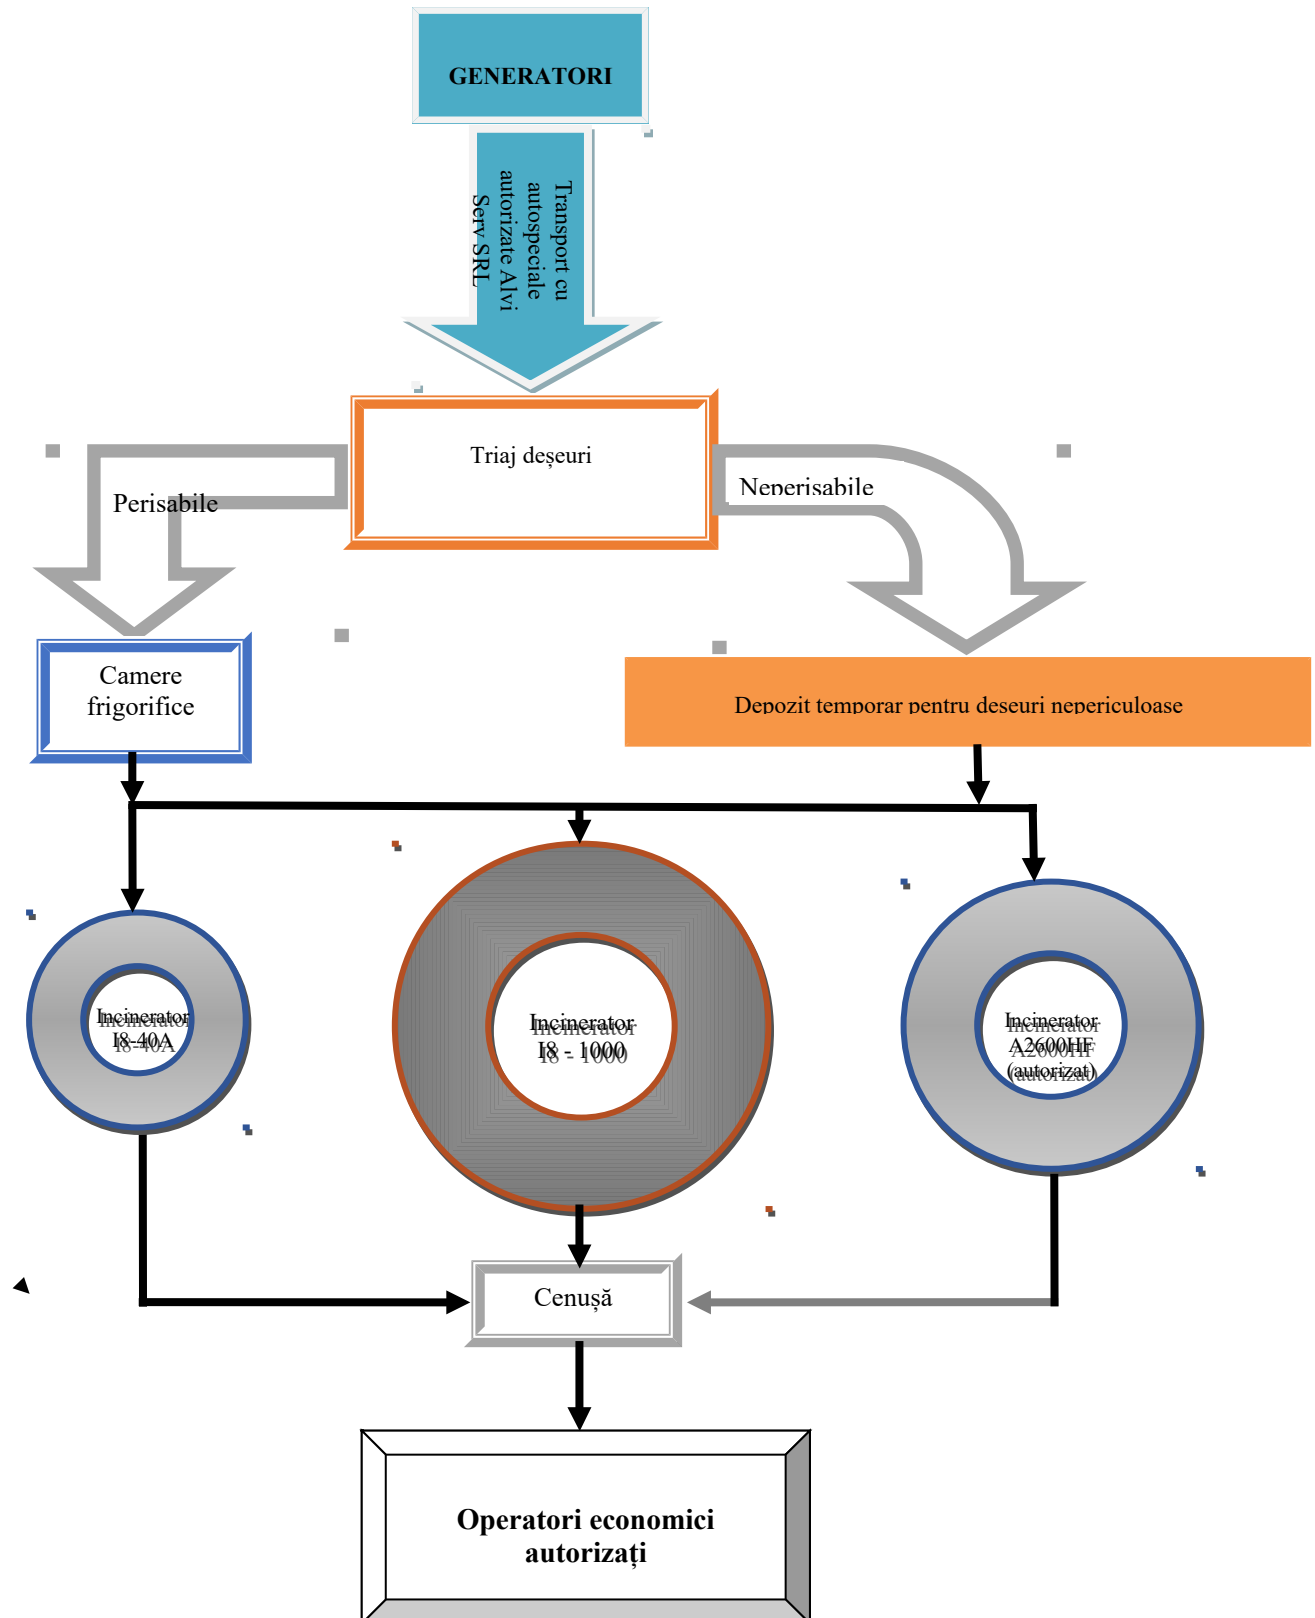 GENERATORI
Transport cu
autospeciale
autorizate Alvi
Serv SRL
Triaj deșeuri
Perisabile
Neperisabile
Camere
frigorifice
Depozit temporar pentru deseuri nepericuloase
Incinerator
I8-40A
Incinerator
I8 - 1000
Incinerator
A2600HF
(autorizat)
Cenușă
Operatori economici
autorizați